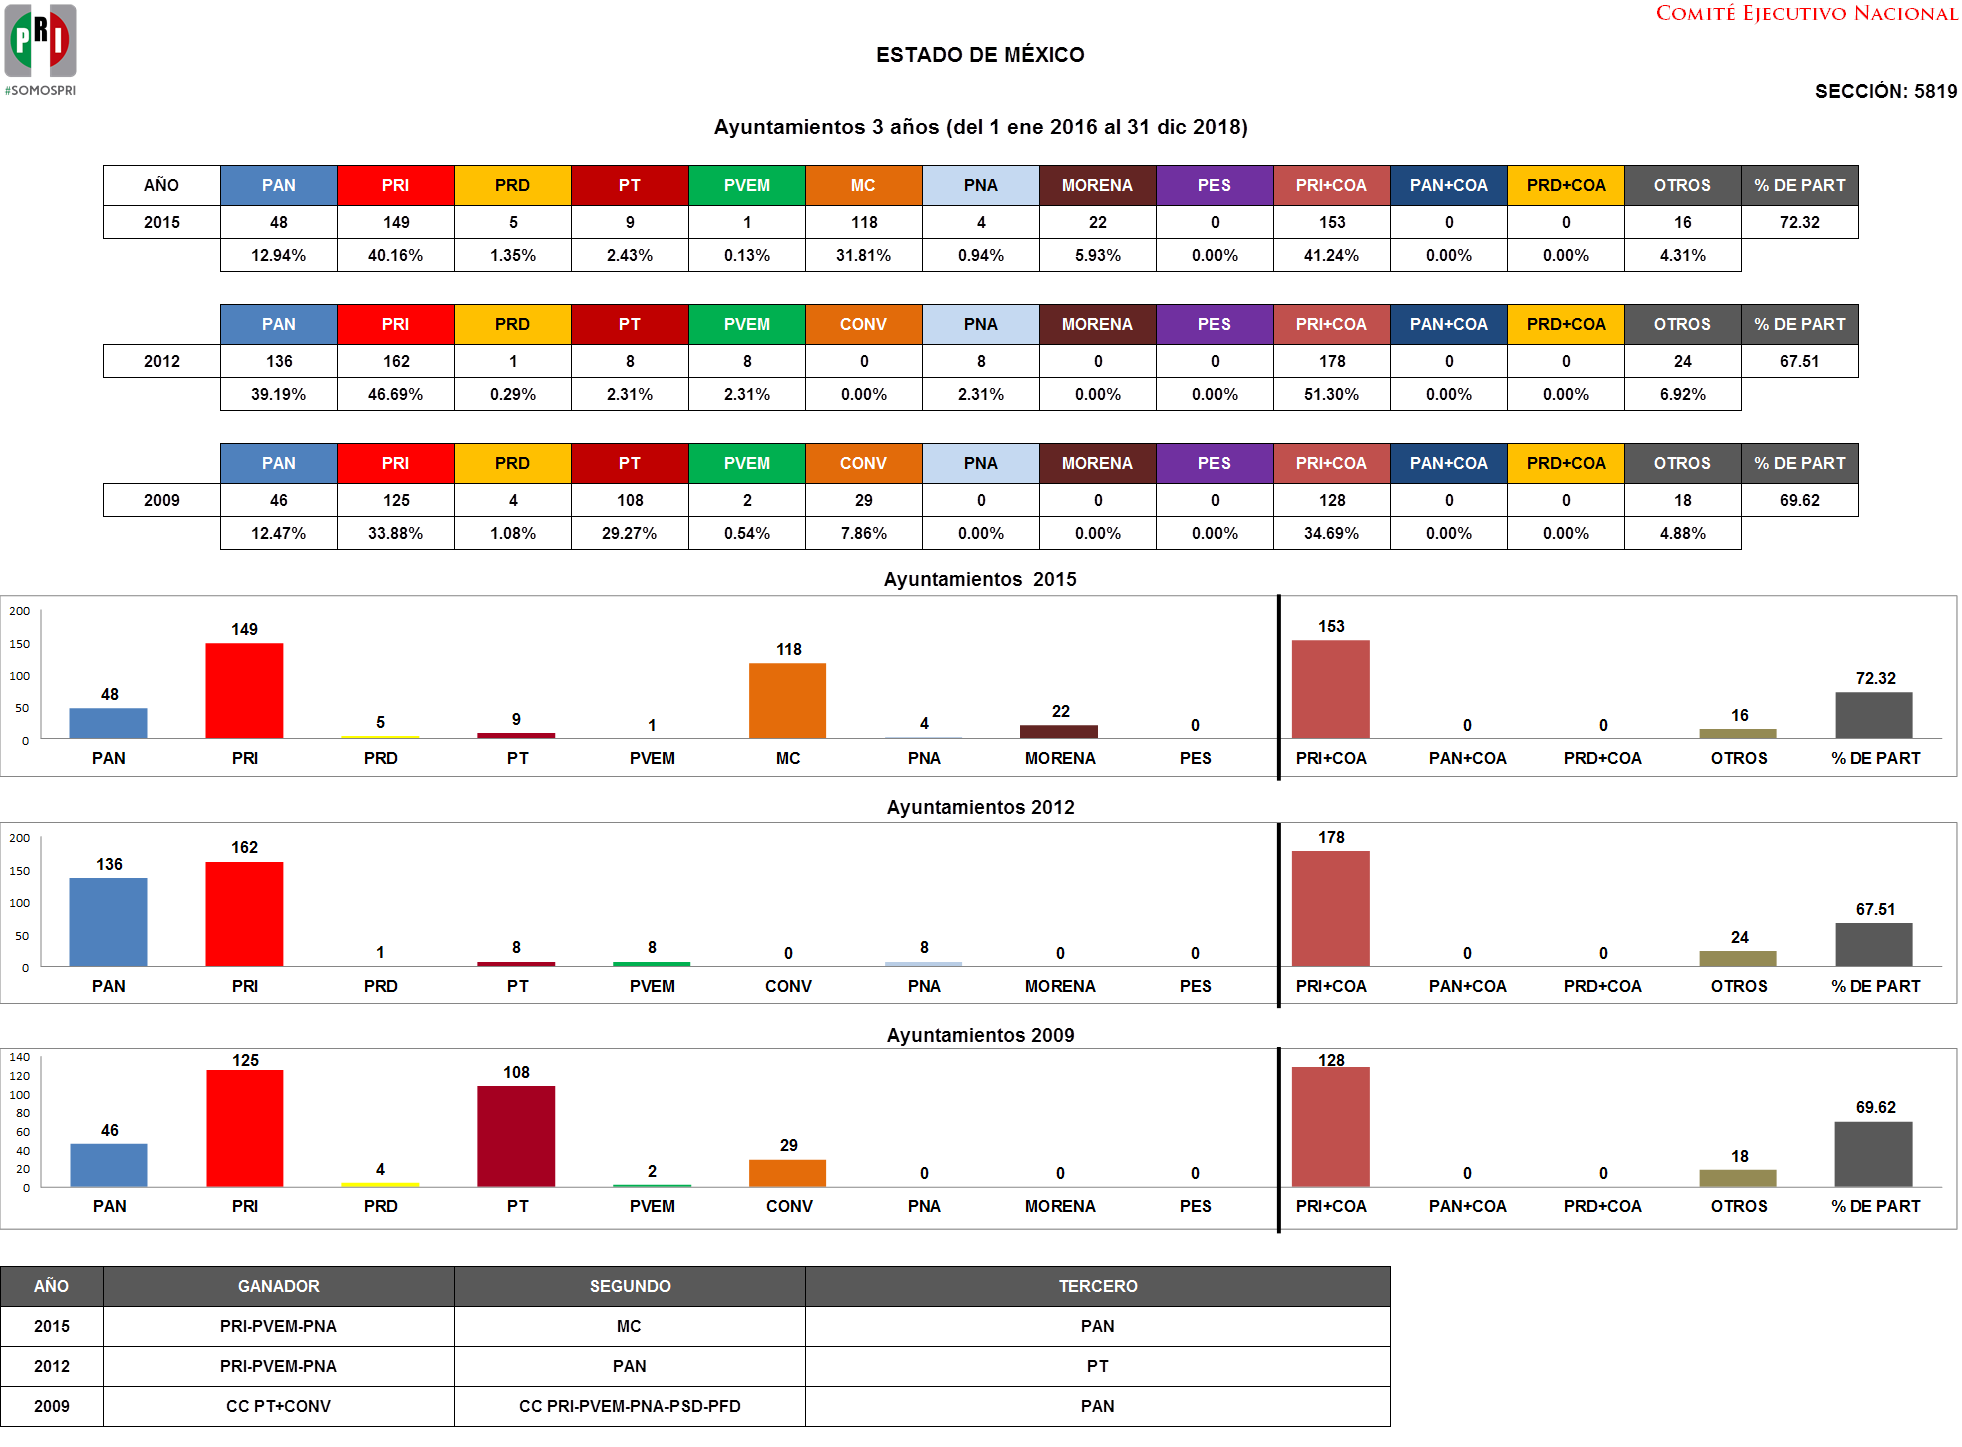 PRI
#SOMOSPRI
COMITÉ EJECUTIVO NACIONAL
ESTADO DE MÉXICO
SECCIÓN: 5819
Ayuntamientos 3 años (del 1 ene 2016 al 31 dic 2018)
AÑO PAN PRI PRD PT PVEM MC PNA MORENA PES PRI+COA PAN+COA PRD+COA OTROS % DE PART
2015 48 149 5 9 1 118 4 22 0 153 0 0 16 72.32
12.94% 40.16% 1.35% 2.43% 0.13% 31.81% 0.94% 5.93% 0.00% 41.24% 0.00% 0.00% 4.31%
PAN PRI PRD PT PVEM CONV PNA MORENA PES PRI+COA PAN+COA PRD+COA OTROS % DE PART
2012 136 162 1 8 8 0 8 0 0 178 0 0 24 67.51
39.19% 46.69% 0.29% 2.31% 2.31% 0.00% 2.31% 0.00% 0.00% 51.30% 0.00% 0.00% 6.92%
PAN PRI PRD PT PVEM CONV PNA MORENA PES PRI+COA PAN+COA PRD+COA OTROS % DE PART
2009 46 125 4 108 2 29 0 0 0 128 0 0 18 69.62
12.47% 33.88% 1.08% 29.27% 0.54% 7.86% 0.00% 0.00% 0.00% 34.69% 0.00% 0.00% 4.88%
Ayuntamientos 2015
200
150
100
50
0
48 149 5 9 1 118 4 22 0 153 0 0 16 72.32
PAN PRI PRD PT PVEM MC PNA MORENA PES PRI+COA PAN+COA PRD+COA OTROS % DE PART
Ayuntamientos 2012
200
150
100
50
0
136 162 1 8 8 0 8 0 0 178 0 0 24 67.51
PAN PRI PRD PT PVEM CONV PNA MORENA PES PRI+COA PAN+COA PRD+COA OTROS % DE PART
Ayuntamientos 2009
140
120
100
80
60
40
20
0
46 125 4 108 2 29 0 0 0 128 0 0 18 69.62
PAN PRI PRD PT PVEM CONV PNA MORENA PES PRI+COA PAN+COA PRD+COA OTROS % DE PART
AÑO GANADOR SEGUNDO TERCERO
2015 PRI-PVEM-PNA MC PAN
2012 PRI-PVEM-PNA PAN PT
2009 CC PT+CONV CC PRI-PVEM-PNA-PSD-PFD PAN